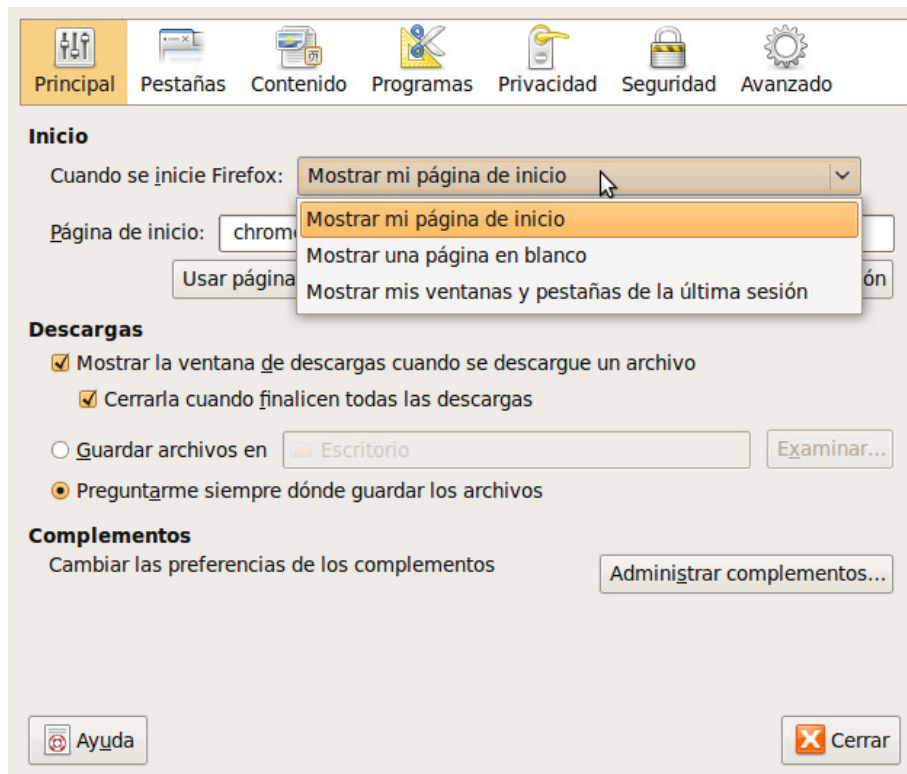 Principal Pestañas Contenido Programas Privacidad Seguridad Avanzado
Inicio
Cuando se inicie Firefox: Mostrar mi página de inicio
Mostrar mi página de inicio
Página de inicio: chrom
Mostrar una página en blanco
Usar página
Mostrar mis ventanas y pestañas de la última sesión
ón
Descargas
Mostrar la ventana de descargas cuando se descargue un archivo
Cerrarla cuando finalicen todas las descargas
Guardar archivos en Escritorio Examinar...
Preguntarme siempre dónde guardar los archivos
Complementos
Cambiar las preferencias de los complementos
Administrar complementos...
Ayuda Cerrar